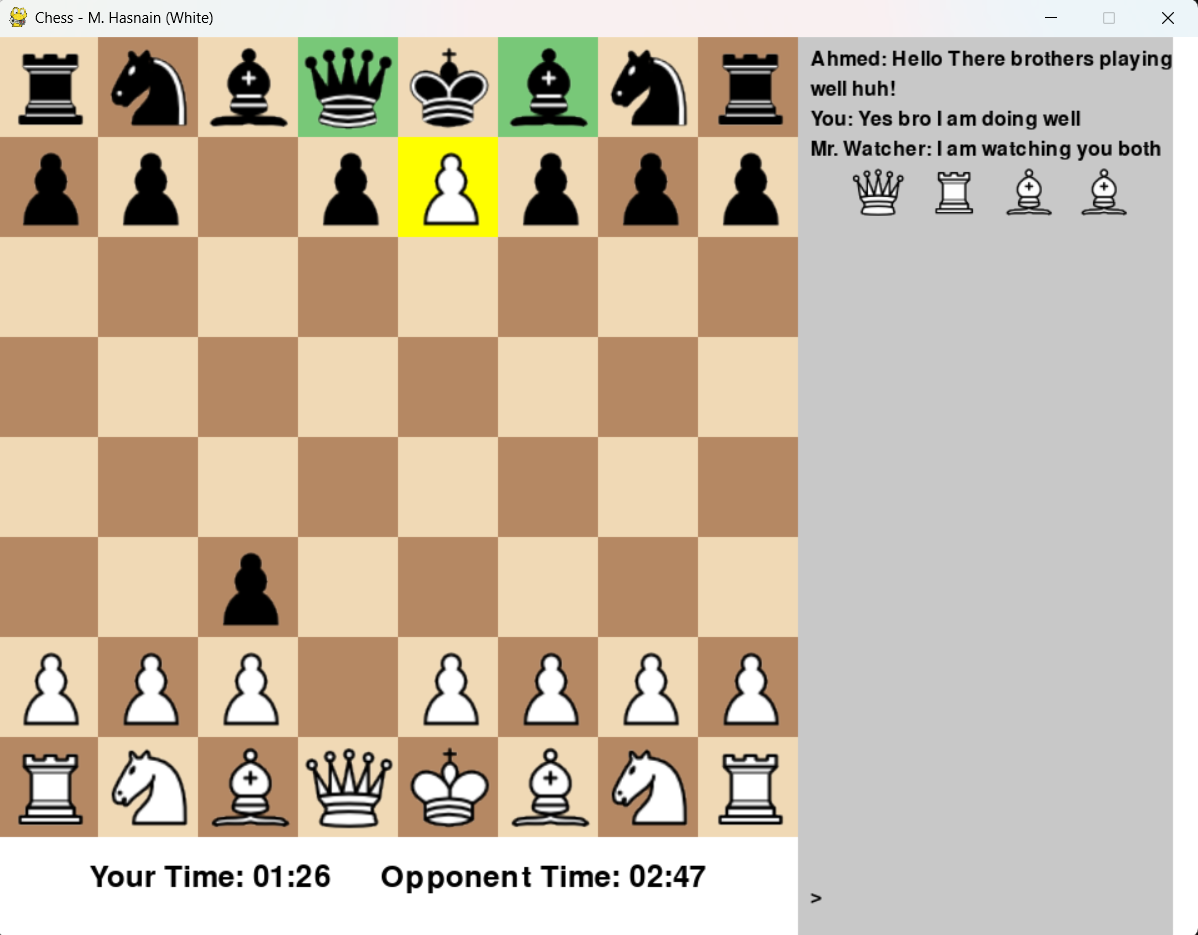 Chess - M. Hasnain (White)
Ahmed: Hello There brothers playing
well huh!
You: Yes bro I am doing well
Mr. Watcher: I am watching you both
Your Time: 01:26 Opponent Time: 02:47
>